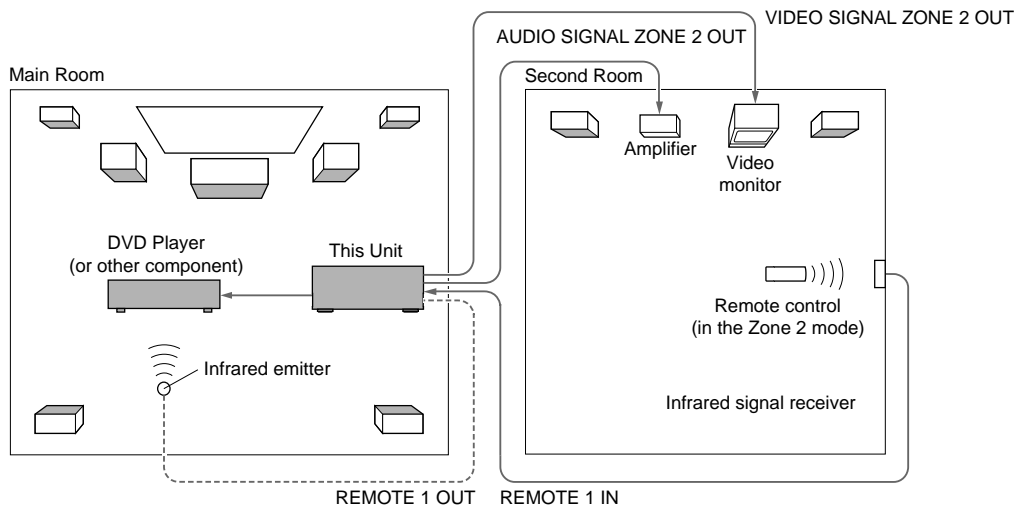 VIDEO SIGNAL ZONE 2 OUT
AUDIO SIGNAL ZONE 2 OUT
Main Room
Second Room
Amplifier
Video
monitor
DVD Player
(or other component)
This Unit
Remote control
(in the Zone 2 mode)
Infrared emitter
Infrared signal receiver
REMOTE 1 OUT
REMOTE 1 IN